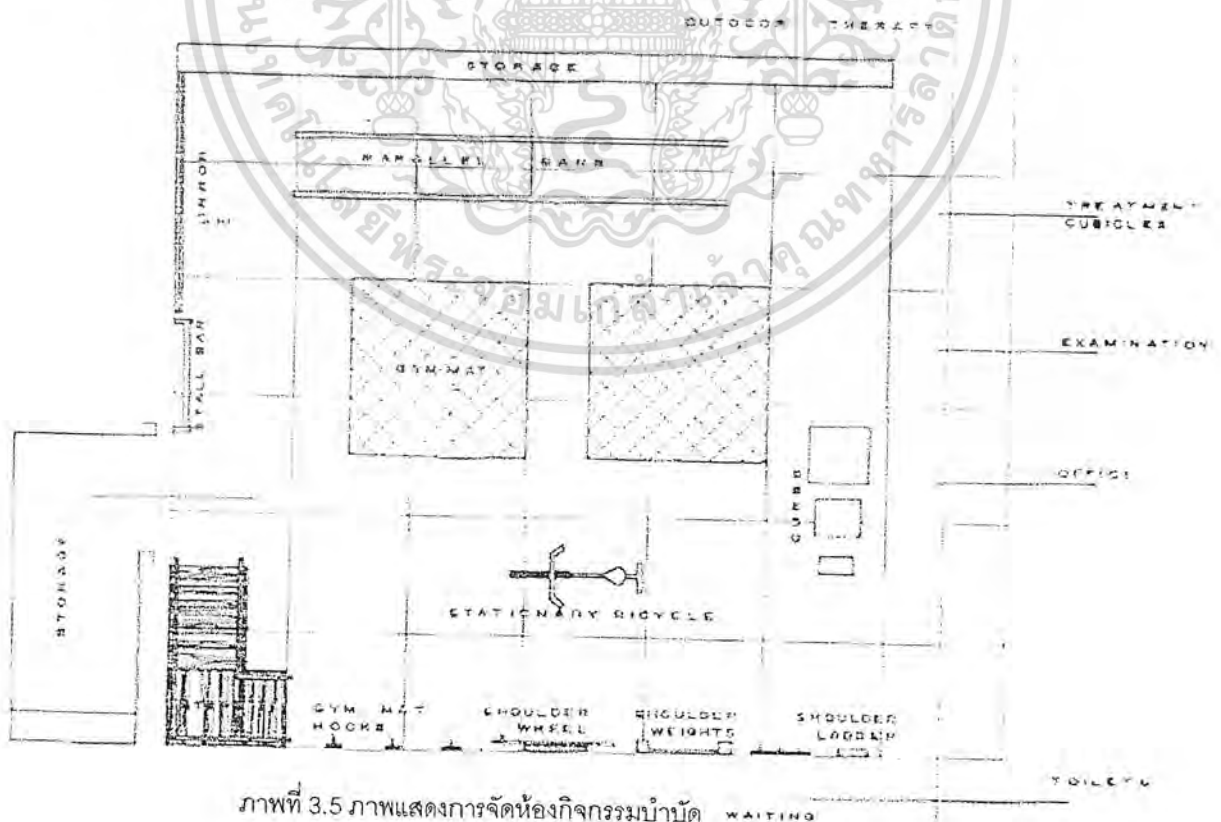 OUTDOOR THERAPY
STORAGE
PARALLEL BARS
MIRROR
TREATMENT
CUBICLES
STALL BAR
GYM-MAT
EXAMINATION
OFFICE
CURBS
STORAGE
STATIONARY BICYCLE
GYM MAT
HOOKS
SHOULDER
WHEEL
SHOULDER
WEIGHTS
SHOULDER
LADDER
TOILETS
ภาพที่ 3.5 ภาพแสดงการจัดห้องกิจกรรมบำบัด
WAITING